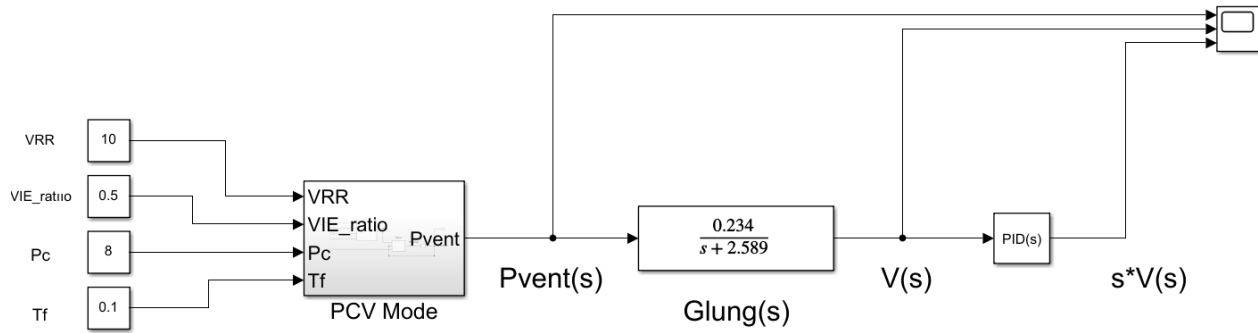 VRR
10
VIE_ratio
0.5
Pc
8
Tf
0.1
VRR
VIE_ratio
Pc
Tf
Pvent
PCV Mode
Pvent(s)
0.234
s + 2.589
Glung(s)
V(s)
PID(s)
s*V(s)